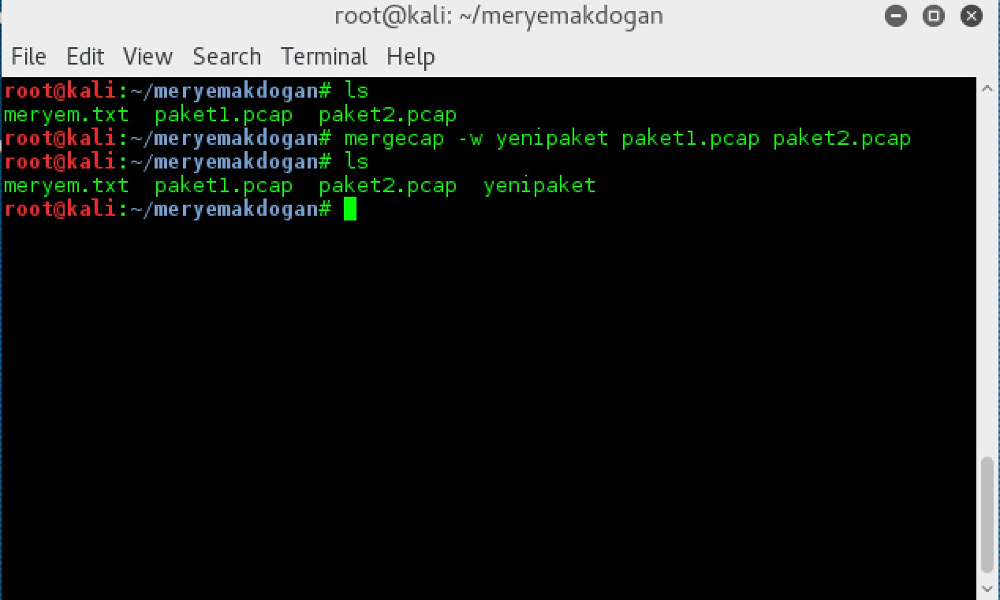 root@kali: ~/meryemakdogan
File Edit View Search Terminal Help
root@kali:~/meryemakdogan# ls
meryem.txt  paket1.pcap  paket2.pcap
root@kali:~/meryemakdogan# mergecap -w yenipaket paket1.pcap paket2.pcap
root@kali:~/meryemakdogan# ls
meryem.txt  paket1.pcap  paket2.pcap  yenipaket
root@kali:~/meryemakdogan#